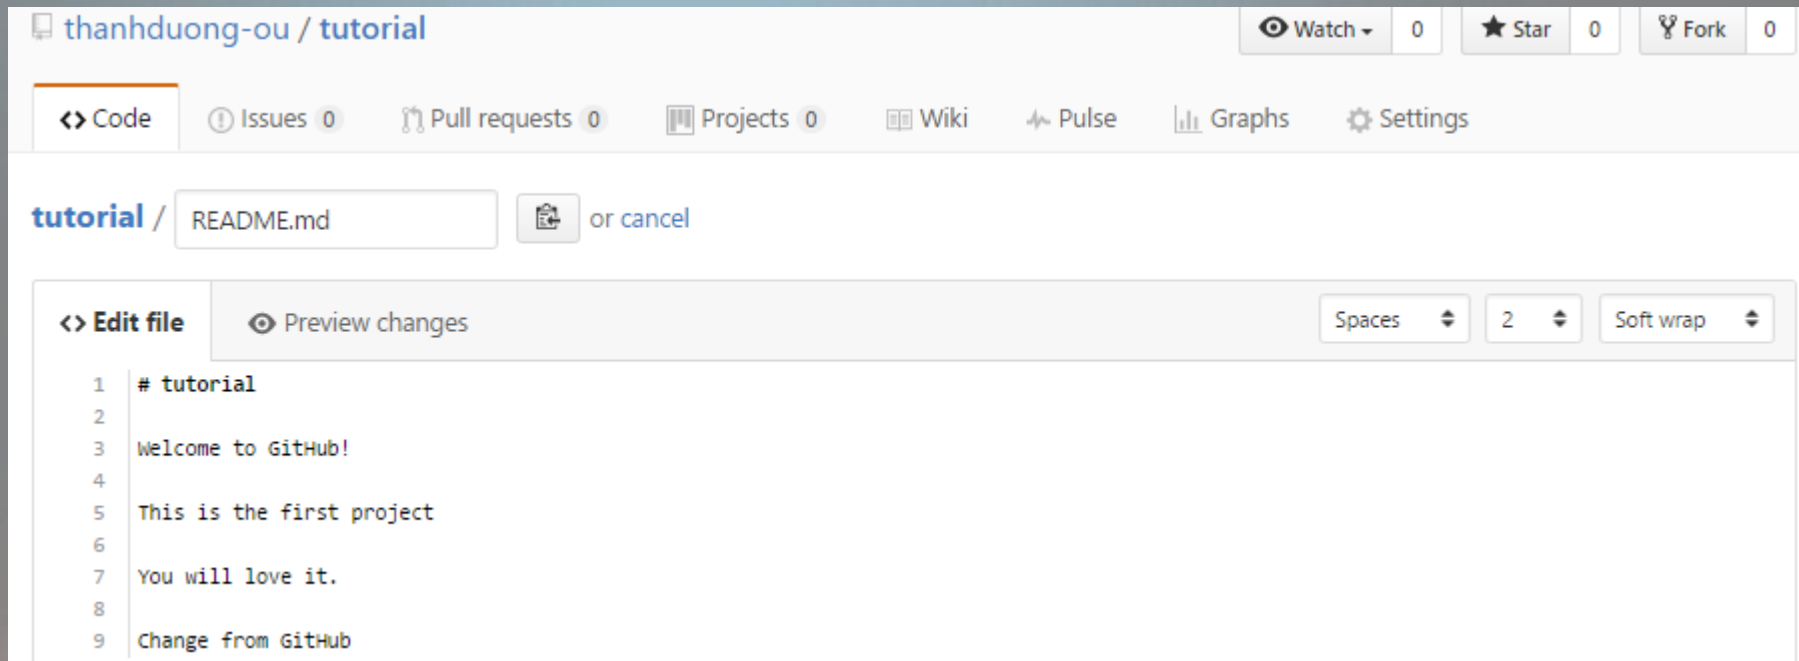 thanhduong-ou / tutorial Watch 0 Star 0 Fork 0
Code Issues 0 Pull requests 0 Projects 0 Wiki Pulse Graphs Settings
tutorial / README.md or cancel
<> Edit file Preview changes Spaces 2 Soft wrap
1 # tutorial
2
3 Welcome to GitHub!
4
5 This is the first project
6
7 You will love it.
8
9 Change from GitHub